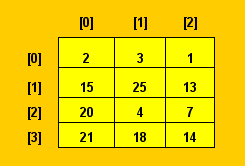 [0] [1] [2]
[0] 2 3 1
[1] 15 25 13
[2] 20 4 7
[3] 21 18 14